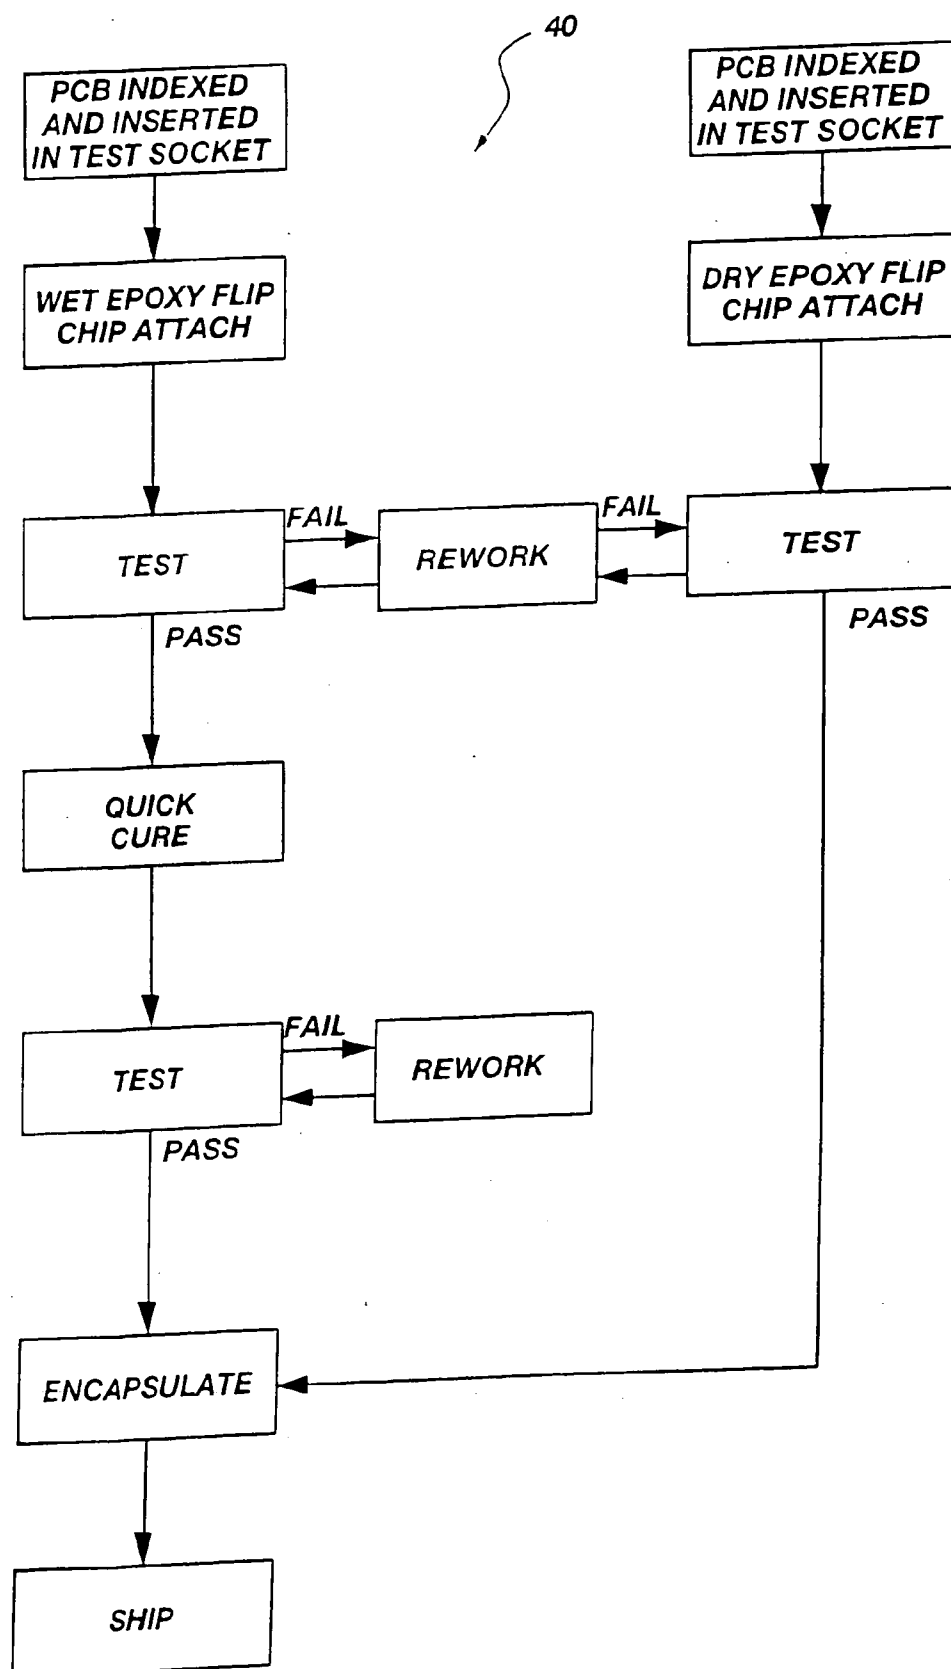 40
PCB INDEXED
AND INSERTED
IN TEST SOCKET
PCB INDEXED
AND INSERTED
IN TEST SOCKET
WET EPOXY FLIP
CHIP ATTACH
DRY EPOXY FLIP
CHIP ATTACH
TEST
FAIL
REWORK
FAIL
TEST
PASS
PASS
QUICK
CURE
TEST
FAIL
REWORK
PASS
ENCAPSULATE
SHIP